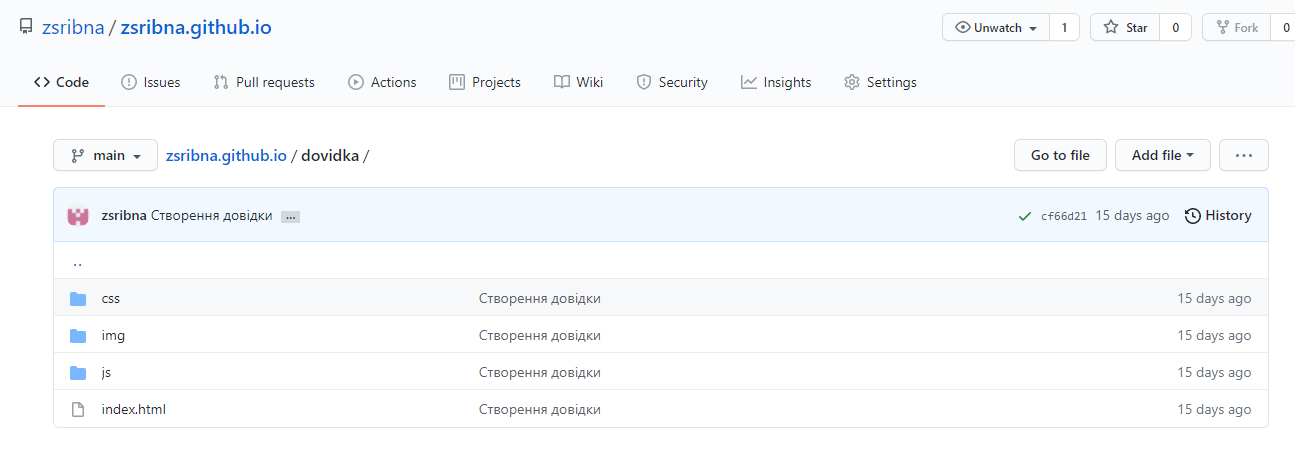 zsribna / zsribna.github.io Unwatch 1 Star 0 Fork 0
Code Issues Pull requests Actions Projects Wiki Security Insights Settings
main zsribna.github.io / dovidka / Go to file Add file ...
zsribna Створення довідки ... cf66d21 15 days ago History
..
css Створення довідки 15 days ago
img Створення довідки 15 days ago
js Створення довідки 15 days ago
index.html Створення довідки 15 days ago